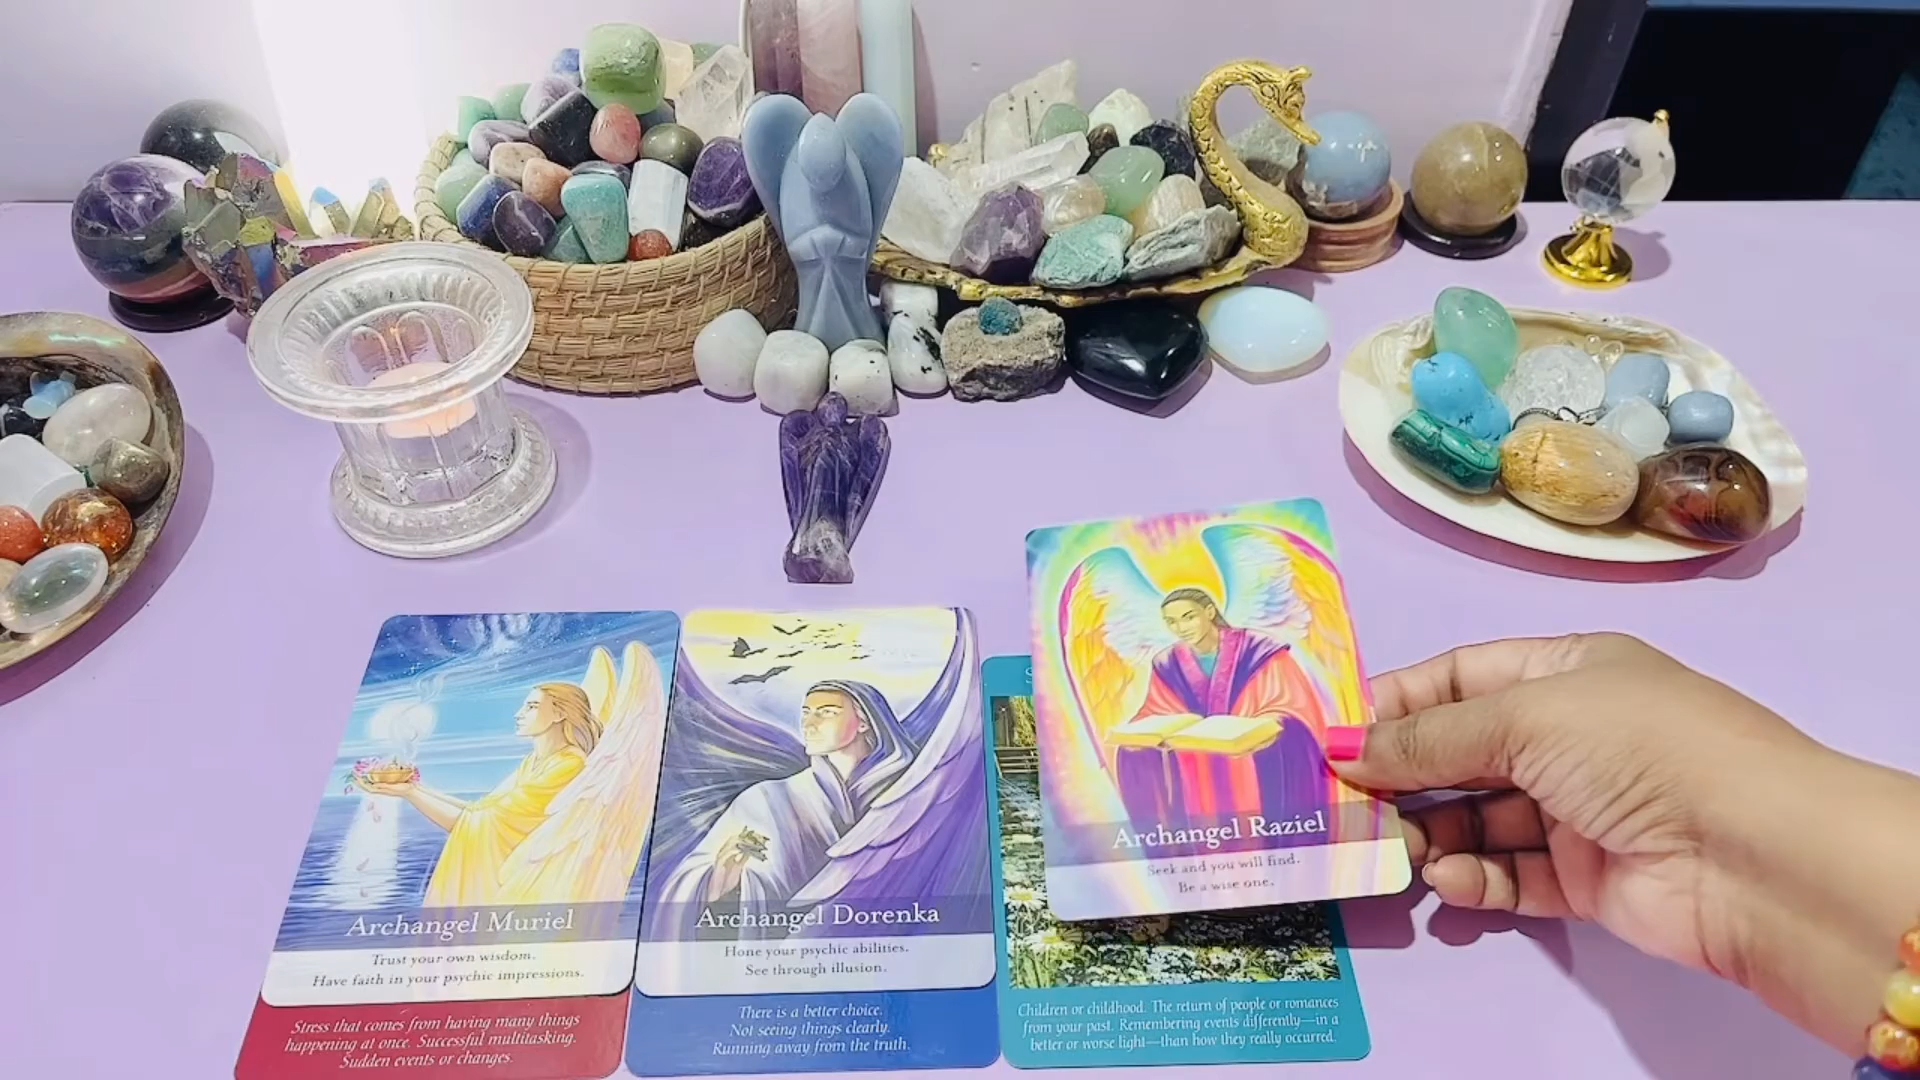 Archangel Muriel
Trust your own wisdom.
Have faith in your psychic impressions.
Stress that comes from having many things
happening at once. Successful multitasking.
Sudden events or changes.
Archangel Dorenka
Hone your psychic abilities.
See through illusion.
There is a better choice.
Not seeing things clearly.
Running away from the truth.
Archangel Raziel
Seek and you will find.
Be a wise one.
Children or childhood. The return of people or romances
from your past. Remembering events differently—in a
better or worse light—than how they really occurred.